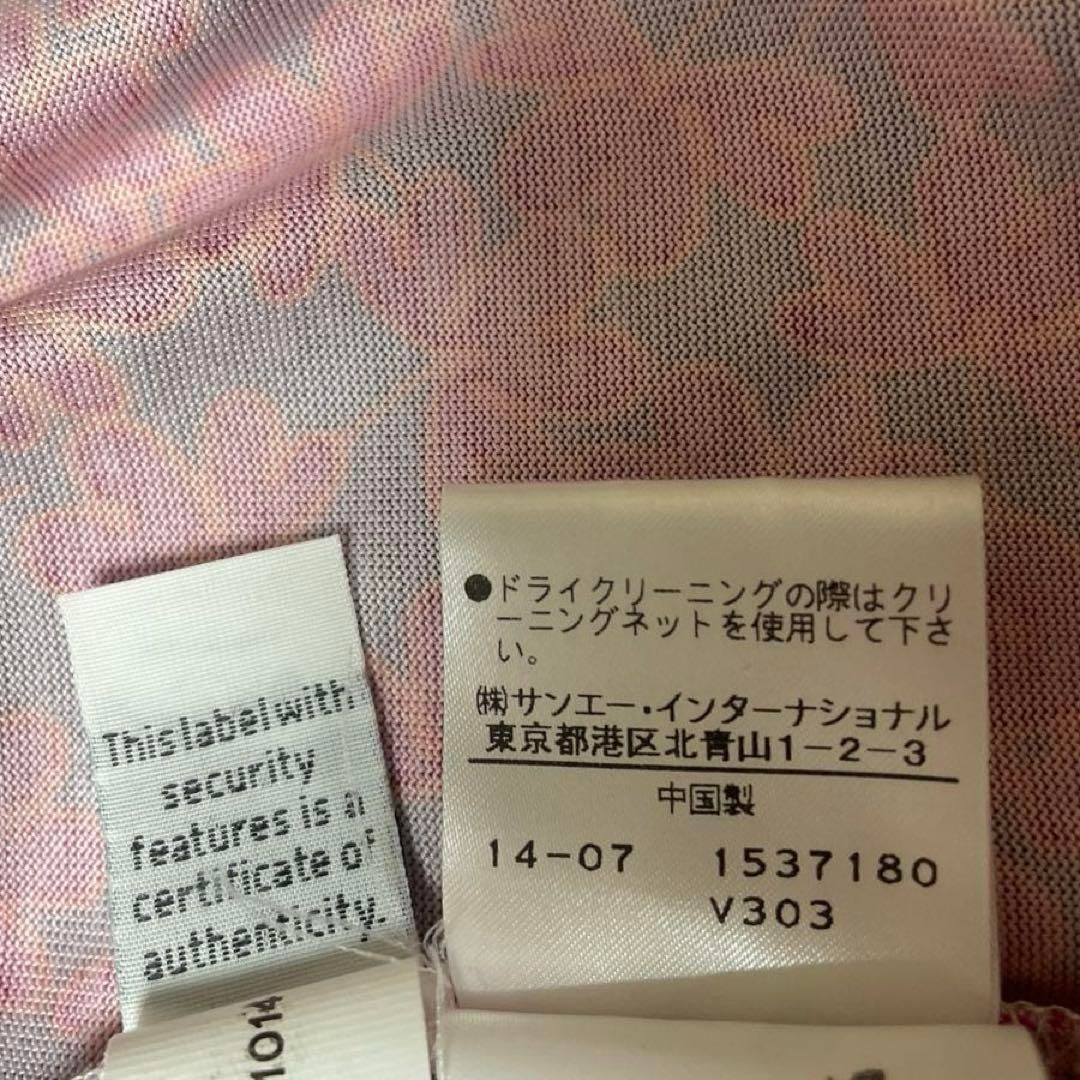 This label with
security
features is a
certificate of
authenticity.
1014
●ドライクリーニングの際はクリ
ーニングネットを使用して下さ
い。
㈱サンエー・インターナショナル
東京都港区北青山1-2-3
中国製
14-07 1537180
V303